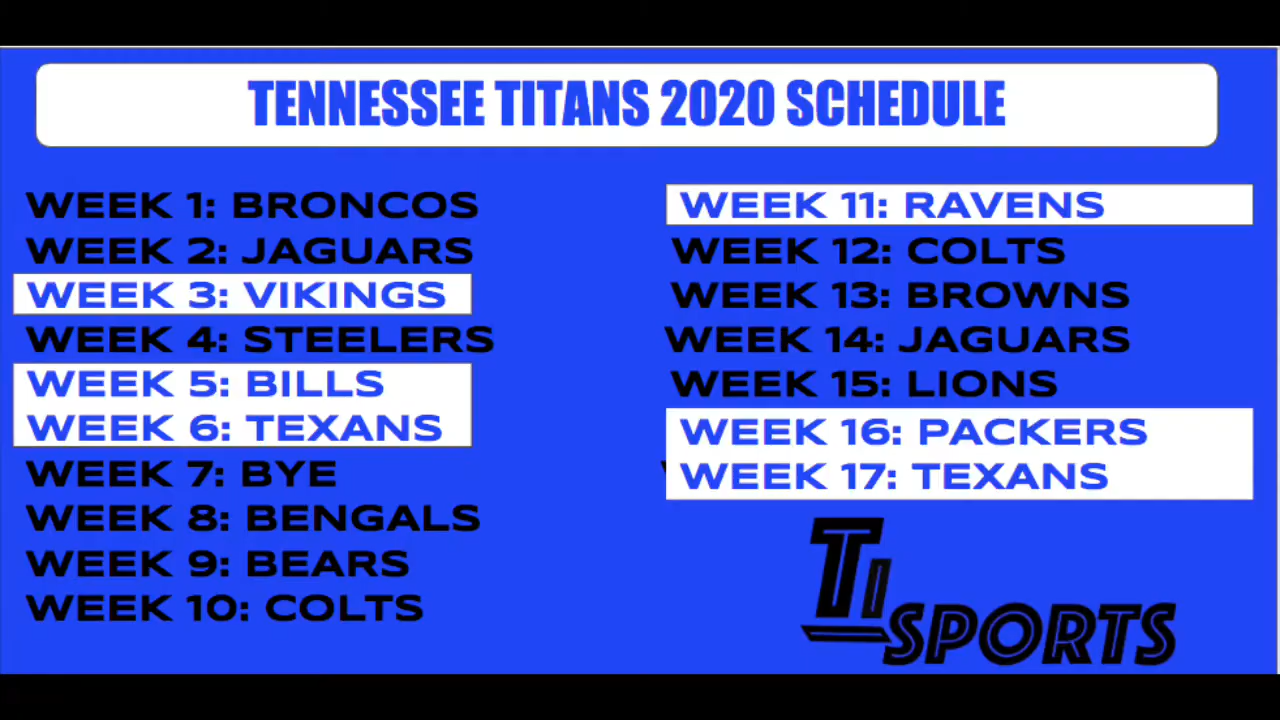 TENNESSEE TITANS 2020 SCHEDULE
WEEK 1: BRONCOS
WEEK 2: JAGUARS
WEEK 3: VIKINGS
WEEK 4: STEELERS
WEEK 5: BILLS
WEEK 6: TEXANS
WEEK 7: BYE
WEEK 8: BENGALS
WEEK 9: BEARS
WEEK 10: COLTS
WEEK 11: RAVENS
WEEK 12: COLTS
WEEK 13: BROWNS
WEEK 14: JAGUARS
WEEK 15: LIONS
WEEK 16: PACKERS
WEEK 17: TEXANS
TI SPORTS